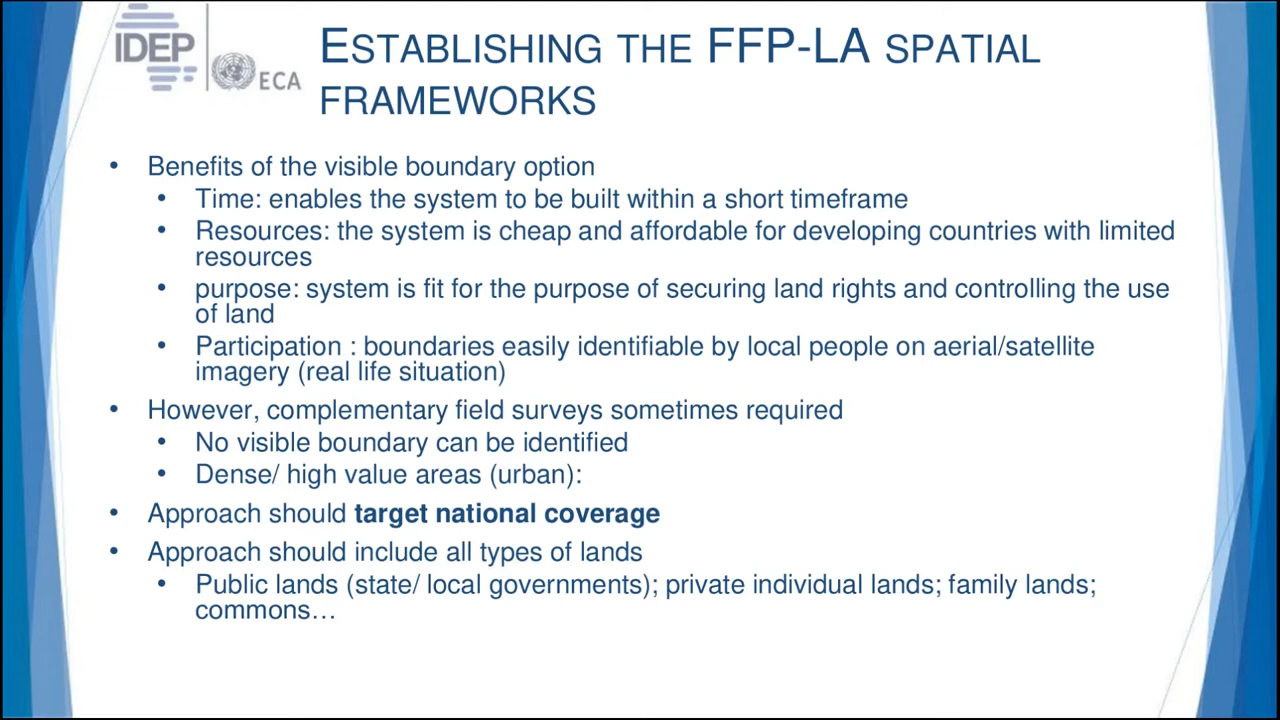 IDEP
ECA
ESTABLISHING THE FFP-LA SPATIAL
FRAMEWORKS
• Benefits of the visible boundary option
• Time: enables the system to be built within a short timeframe
• Resources: the system is cheap and affordable for developing countries with limited
resources
• purpose: system is fit for the purpose of securing land rights and controlling the use
of land
• Participation : boundaries easily identifiable by local people on aerial/satellite
imagery (real life situation)
• However, complementary field surveys sometimes required
• No visible boundary can be identified
• Dense/ high value areas (urban):
• Approach should target national coverage
• Approach should include all types of lands
• Public lands (state/ local governments); private individual lands; family lands;
commons…